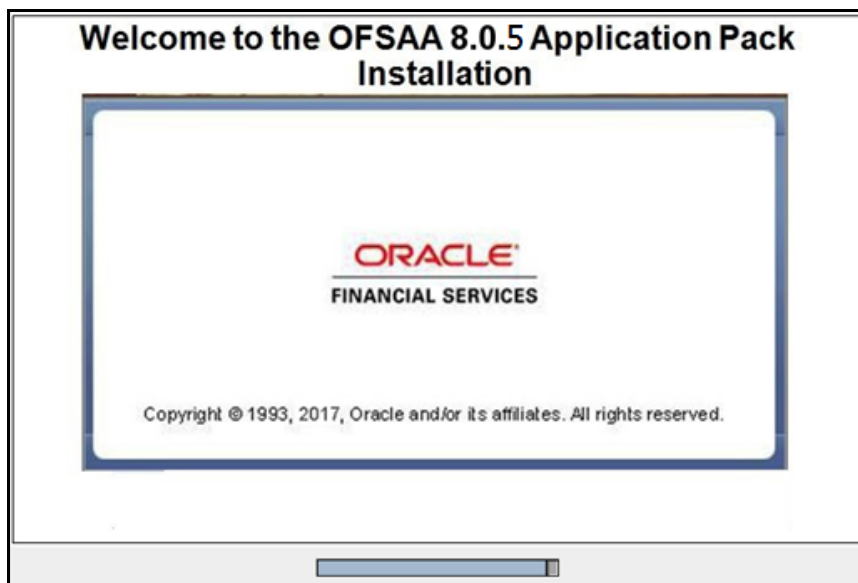 Welcome to the OFSAA 8.0.5 Application Pack
Installation
ORACLE
FINANCIAL SERVICES
Copyright © 1993, 2017, Oracle and/or its affiliates. All rights reserved.